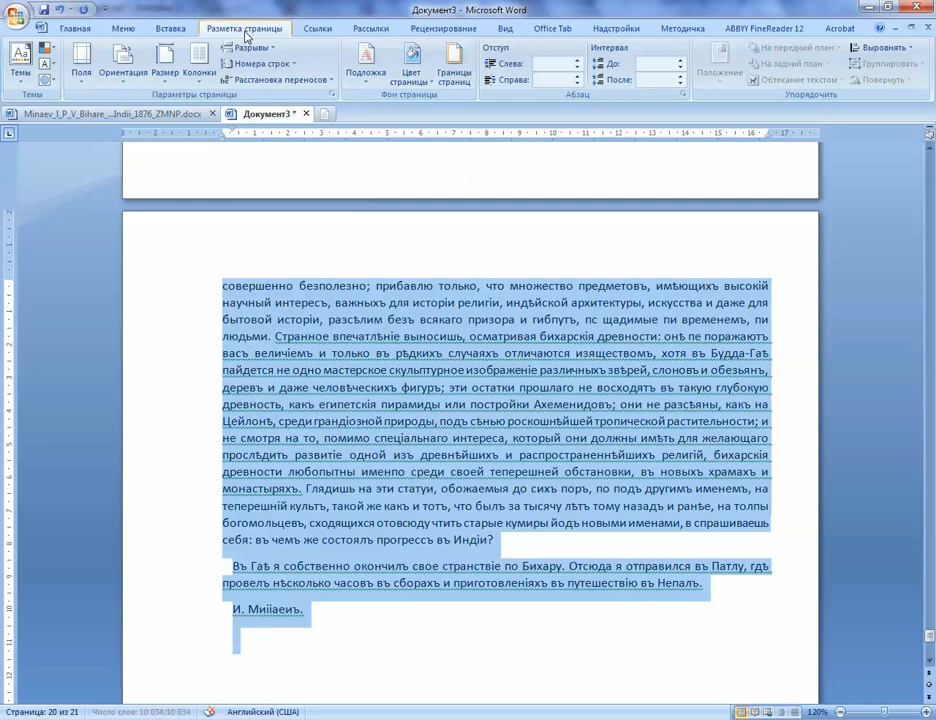 Документ3 - Microsoft Word
Главная Меню Вставка Разметка страницы Ссылки Рассылки Рецензирование Вид Office Tab Надстройки Менюмодуль ABBY FineReader 12 Acrobat
Темы
Поля Ориентация Размер Колонки
Разрывы
Номера строк
Расстановка переносов
Подложка Цвет страницы Границы страниц
Отступ
Слева:
Справа:
Интервал
До:
После:
Положение
На передний план
На задний план
Обтекание текстом
Выровнять
Группировать
Повернуть
Темы Параметры страницы Фон страницы Абзац Упорядочить
Minaev_I_P_V_Bihare_...Indii_1876_ZMNP.docx Документ3 *
совершенно безполезно; прибавлю только, что множество предметовъ, имѣющихъ высокій
научный интересъ, важныхъ для исторіи религіи, индѣйской архитектуры, искусства и даже для
бытовой исторіи, разсѣлим безъ всякаго призора и гибпутъ, пс щадимые пи временемъ, пи
людьми. Странное впечатлѣніе выносишь, осматривая бихарскія древности: онѣ пе поражаютъ
васъ величіемъ и только въ рѣдкихъ случаяхъ отличаются изяществомъ, хотя въ Будда-Гаѣ
пайдется не одно мастерское скульптурное изображеніе различныхъ звѣрей, слоновъ и обезьянъ,
деревъ и даже человѣческихъ фигуръ; эти остатки прошлаго не восходятъ въ такую глубокую
древность, какъ египетскія пирамиды или постройки Ахеменидовъ; они не разсѣяны, какъ на
Цейлонѣ, среди грандіозной природы, подъ сѣнью роскошнѣйшей тропической растительности; и
не смотря на то, помимо спеціальнаго интереса, который они должны имѣть для желающаго
прослѣдить развитіе одной изъ древнѣйшихъ и распространеннѣйшихъ религій, бихарскія
древности любопытны именпо среди своей теперешней обстановки, въ новыхъ храмахъ и
монастыряхъ. Глядишь на эти статуи, обожаемыя до сихъ поръ, по подъ другимъ именемъ, на
теперешній культъ, такой же какъ и тотъ, что былъ за тысячу лѣтъ тому назадъ и ранѣе, на толпы
богомольцевъ, сходящихся отовсюду чтить старые кумиры йодъ новыми именами, в спрашиваешь
себя: въ чемъ же состоялъ прогрессъ въ Индіи?
Въ Гаѣ я собственно окончилъ свое странствіе по Бихару. Отсюда я отправился въ Патлу, гдѣ
провелъ нѣсколько часовъ въ сборахъ и приготовленіяхъ въ путешествію въ Непалъ.
И. Миііаеиъ.
Страница: 20 из 21 Число слов: 10 034/10 034 Английский (США) 120%